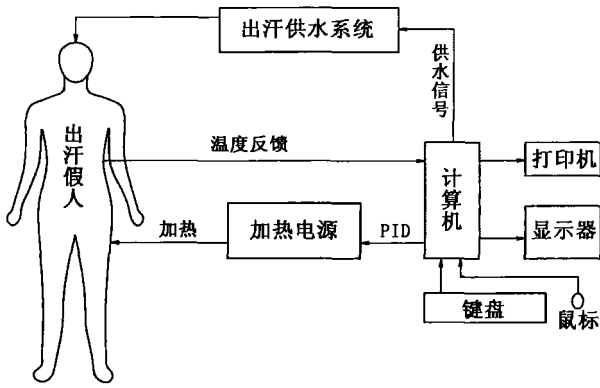 出汗供水系统
供水信号
出汗假人
温度反馈
计算机
打印机
加热
加热电源
PID
显示器
键盘
鼠标